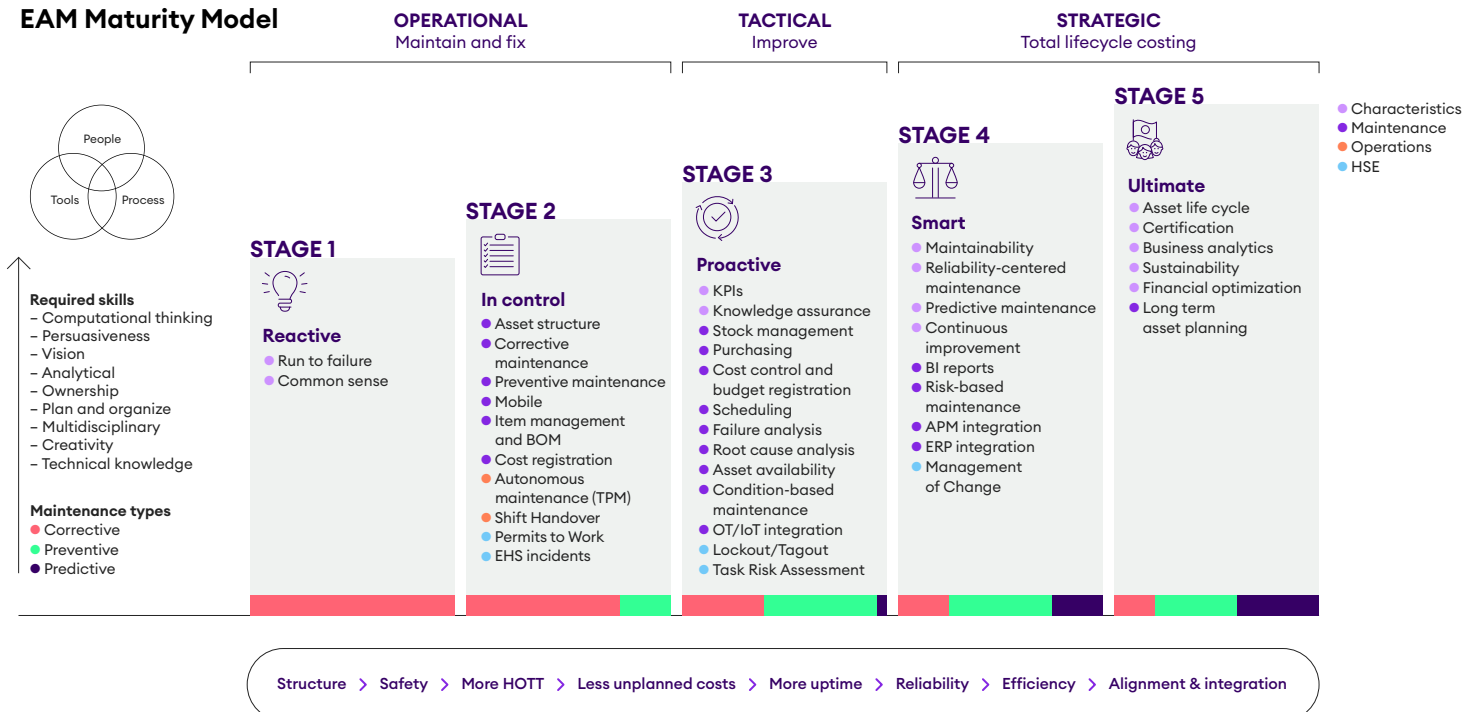 EAM Maturity Model
OPERATIONAL
Maintain and fix
TACTICAL
Improve
STRATEGIC
Total lifecycle costing
People
Tools
Process
Required skills
– Computational thinking
– Persuasiveness
– Vision
– Analytical
– Ownership
– Plan and organize
– Multidisciplinary
– Creativity
– Technical knowledge
Maintenance types
Corrective
Preventive
Predictive
STAGE 1
Reactive
Run to failure
Common sense
STAGE 2
In control
Asset structure
Corrective
maintenance
Preventive maintenance
Mobile
Item management
and BOM
Cost registration
Autonomous
maintenance (TPM)
Shift Handover
Permits to Work
EHS incidents
STAGE 3
Proactive
KPIs
Knowledge assurance
Stock management
Purchasing
Cost control and
budget registration
Scheduling
Failure analysis
Root cause analysis
Asset availability
Condition-based
maintenance
OT/IoT integration
Lockout/Tagout
Task Risk Assessment
STAGE 4
Smart
Maintainability
Reliability-centered
maintenance
Predictive maintenance
Continuous
improvement
BI reports
Risk-based
maintenance
APM integration
ERP integration
Management
of Change
STAGE 5
Ultimate
Asset life cycle
Certification
Business analytics
Sustainability
Financial optimization
Long term
asset planning
Characteristics
Maintenance
Operations
HSE
Structure > Safety > More HOTT > Less unplanned costs > More uptime > Reliability > Efficiency > Alignment & integration